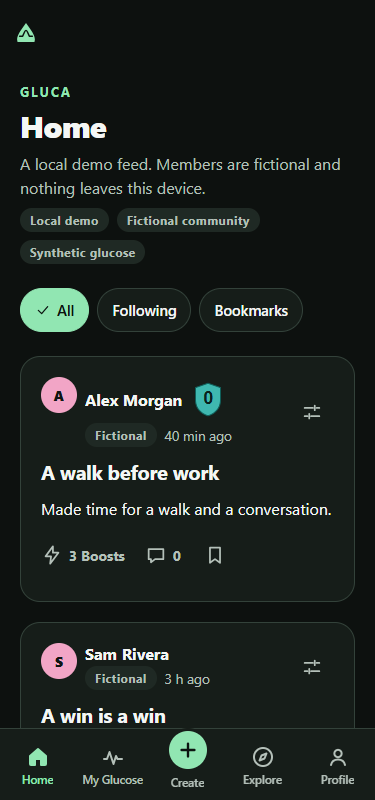 GLUCA
Home
A local demo feed. Members are fictional and
nothing leaves this device.
Local demo
Fictional community
Synthetic glucose
All
Following
Bookmarks
A
Alex Morgan
0
Fictional
40 min ago
A walk before work
Made time for a walk and a conversation.
3 Boosts
0
S
Sam Rivera
Fictional
3 h ago
A win is a win
Home
My Glucose
Create
Explore
Profile